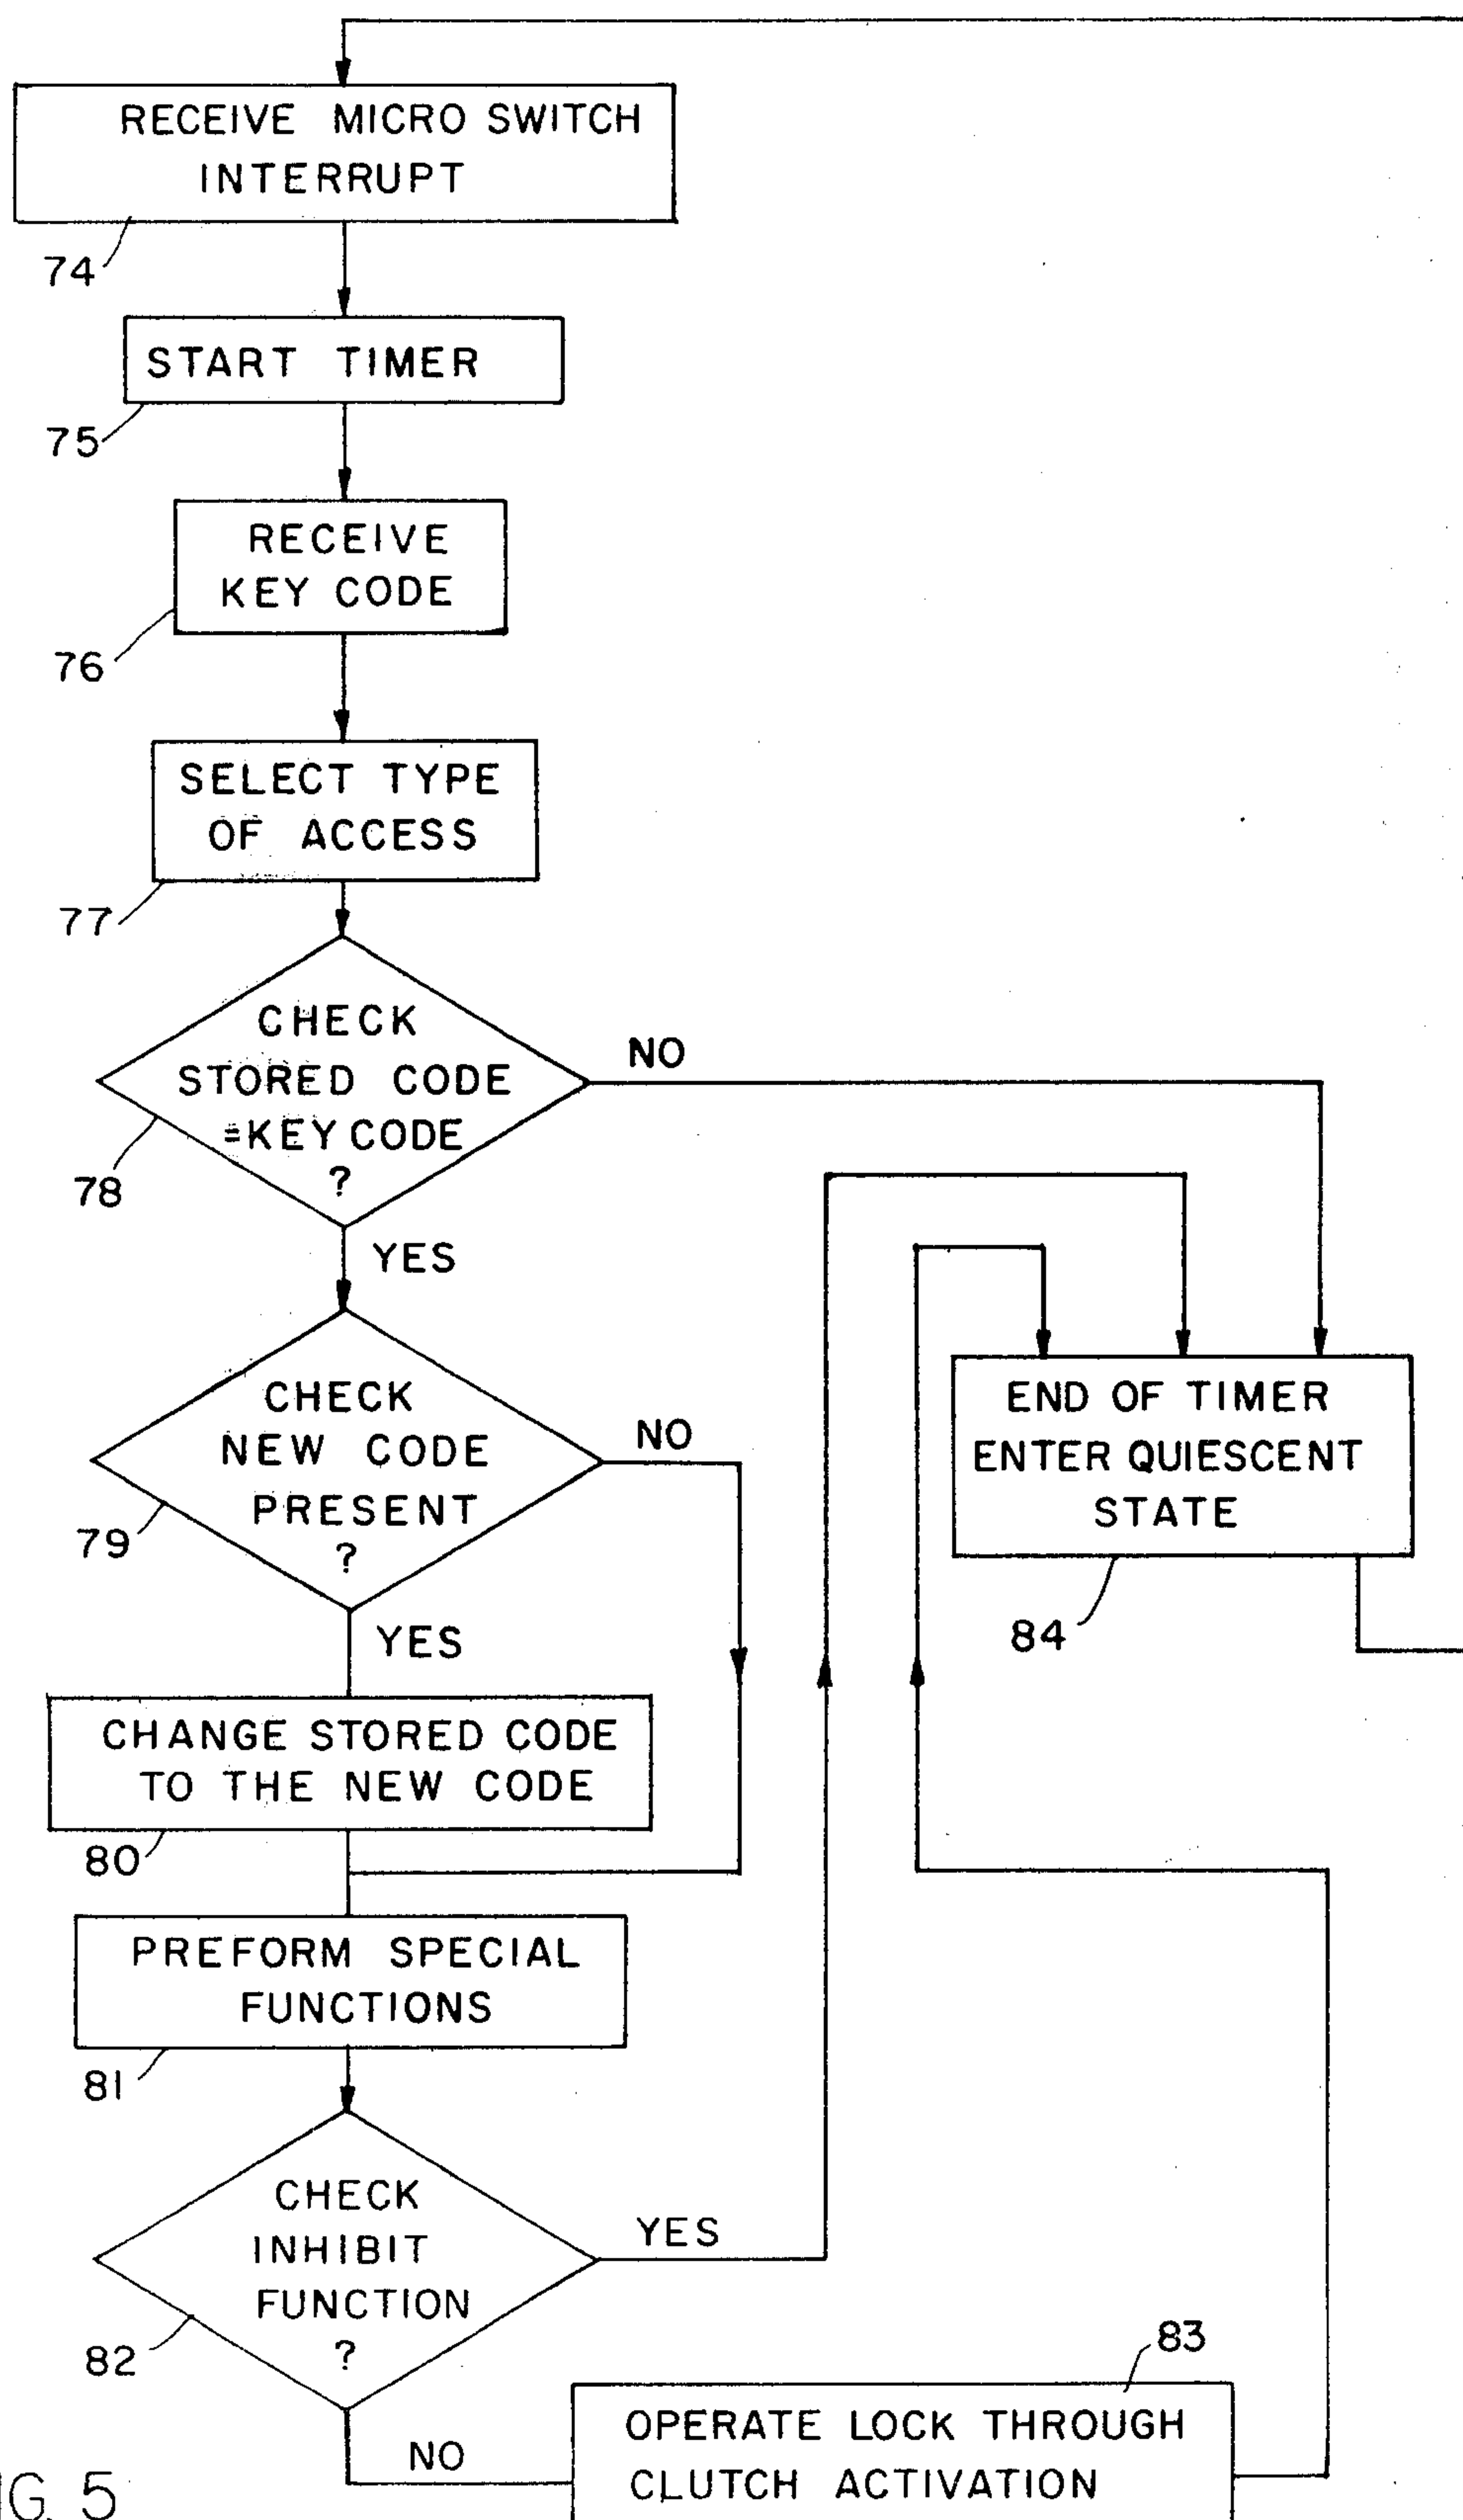 RECEIVE MICRO SWITCH
INTERRUPT
74
START TIMER
75
RECEIVE
KEY CODE
76
SELECT TYPE
OF ACCESS
77
CHECK
STORED CODE
=KEY CODE
?
NO
78
YES
CHECK
NEW CODE
PRESENT
?
NO
79
YES
END OF TIMER
ENTER QUIESCENT
STATE
84
CHANGE STORED CODE
TO THE NEW CODE
80
PREFORM SPECIAL
FUNCTIONS
81
CHECK
INHIBIT
FUNCTION
?
YES
82
NO
83
OPERATE LOCK THROUGH
CLUTCH ACTIVATION
IG. 5